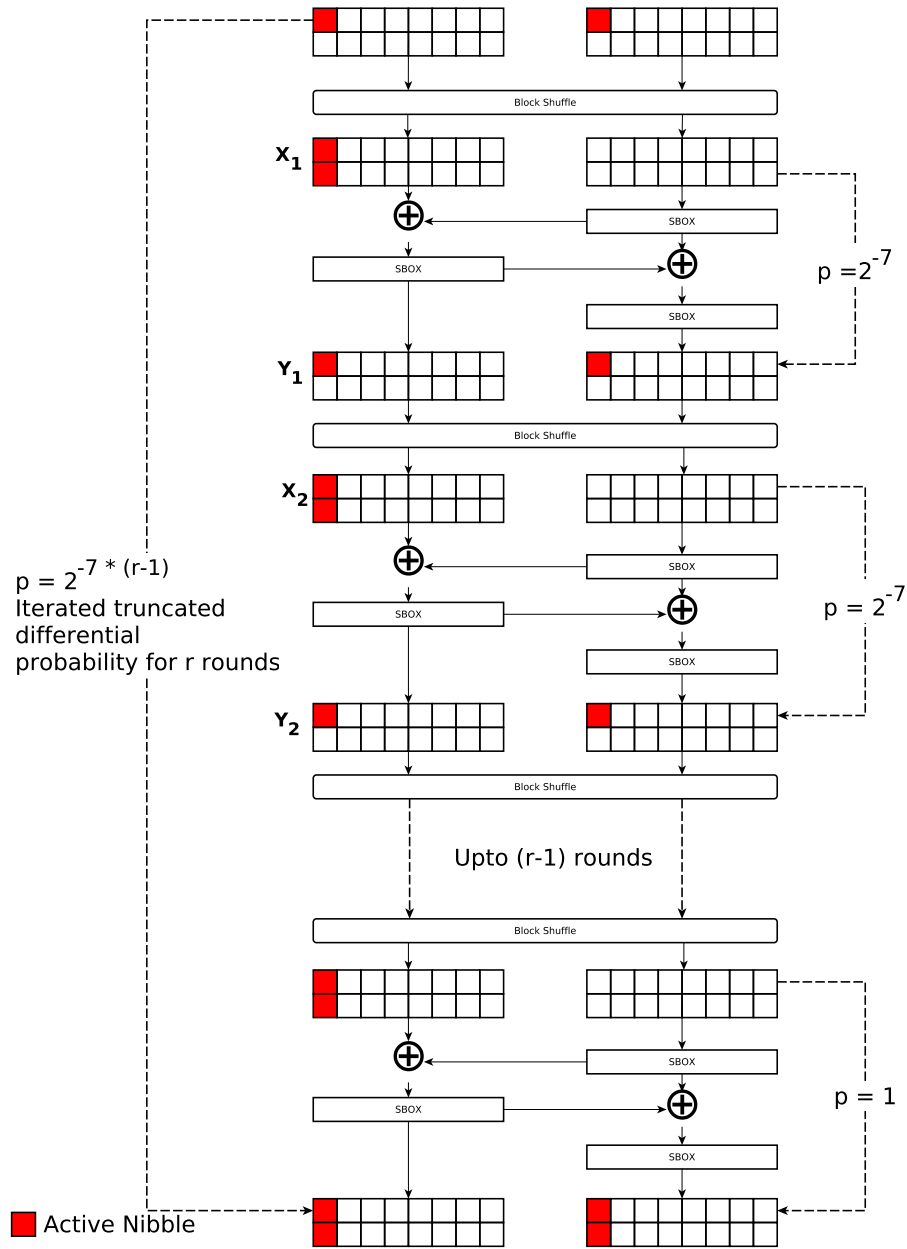 Block Shuffle
X1
SBOX
SBOX
p =2-7
SBOX
Y1
Block Shuffle
X2
SBOX
p = 2-7 * (r-1)
Iterated truncated
differential
probability for r rounds
SBOX
p = 2-7
SBOX
Y2
Block Shuffle
Upto (r-1) rounds
Block Shuffle
SBOX
SBOX
p = 1
SBOX
Active Nibble